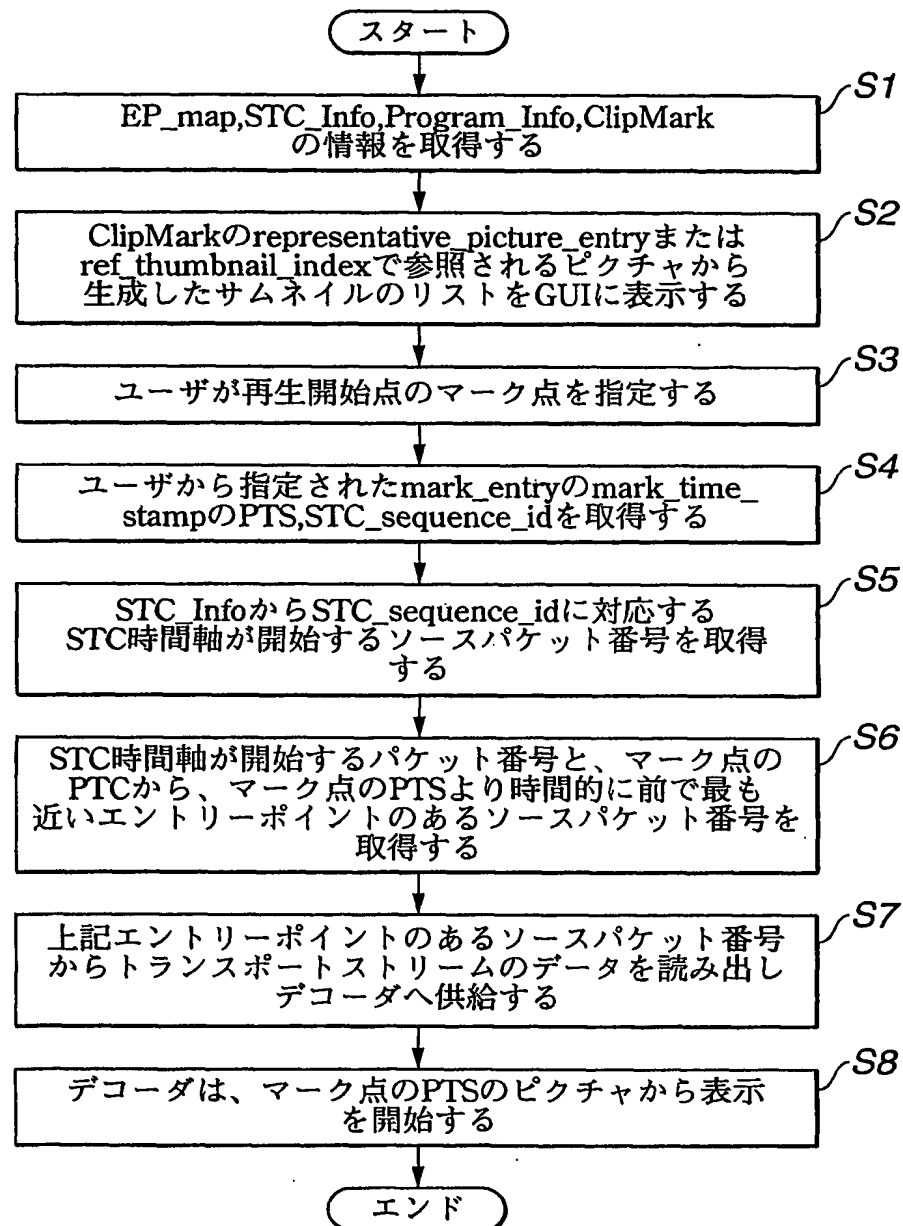 スタート
S1
EP_map,STC_Info,Program_Info,ClipMark
の情報を取得する
S2
ClipMarkのrepresentative_picture_entryまたは
ref_thumbnail_indexで参照されるピクチャから
生成したサムネイルのリストをGUIに表示する
S3
ユーザが再生開始点のマーク点を指定する
S4
ユーザから指定されたmark_entryのmark_time_
stampのPTS,STC_sequence_idを取得する
S5
STC_InfoからSTC_sequence_idに対応する
STC時間軸が開始するソースパケット番号を取得
する
S6
STC時間軸が開始するパケット番号と、マーク点の
PTCから、マーク点のPTSより時間的に前で最も
近いエントリーポイントのあるソースパケット番号を
取得する
S7
上記エントリーポイントのあるソースパケット番号
からトランスポートストリームのデータを読み出し
デコーダへ供給する
S8
デコーダは、マーク点のPTSのピクチャから表示
を開始する
エンド